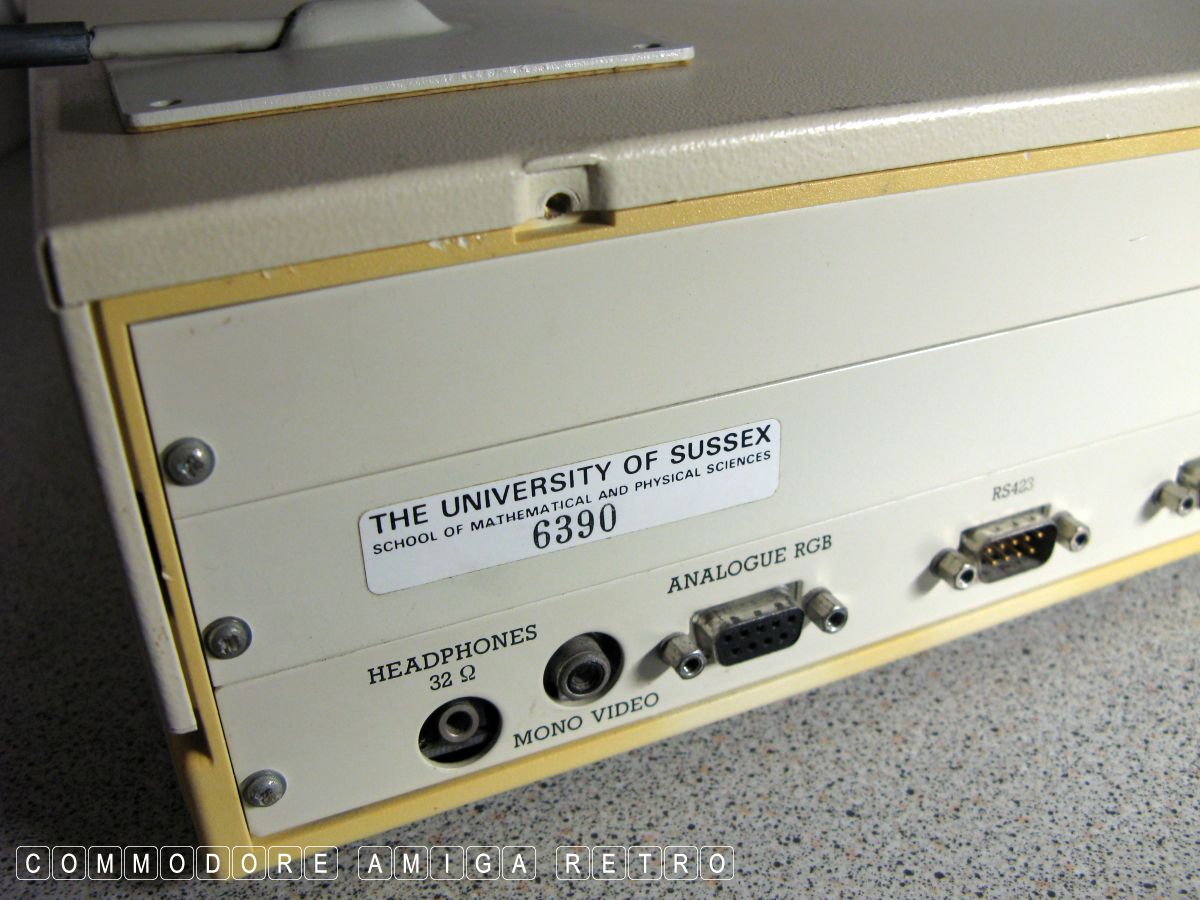 THE UNIVERSITY OF SUSSEX
SCHOOL OF MATHEMATICAL AND PHYSICAL SCIENCES
6390
RS423
ANALOGUE RGB
HEADPHONES
32 Ω
MONO VIDEO
COMMODORE AMIGA RETRO